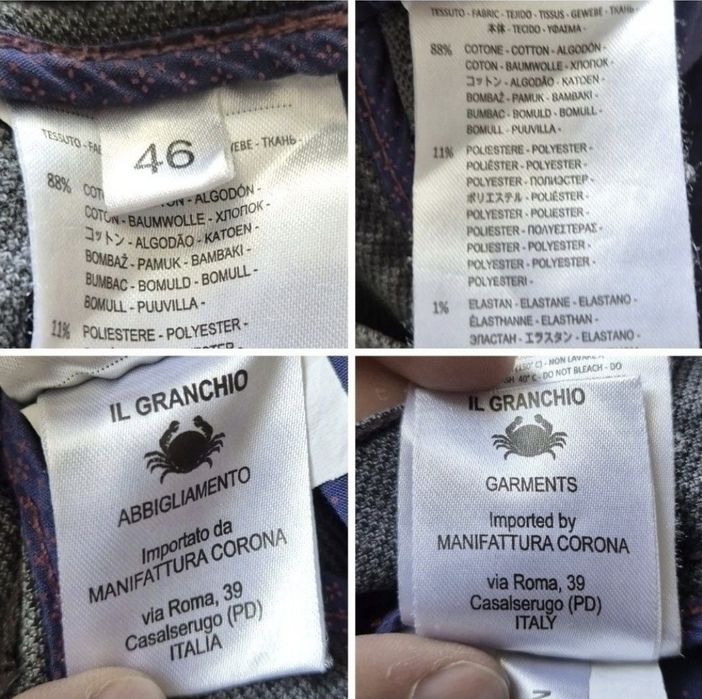 TESSUTO - FAB
46
WEBE - TKAHЬ -
88%
COT
ON - ALGODÓN -
COTON - BAUMWOLLE - ХЛОПОК -
コットン - ALGODÃO - KATOEN -
BOMBAŽ - PAMUK - BAMBAKI -
BUMBAC - BOMULD - BOMULL -
BOMULL - PUUVILLA -
11% POLIESTERE - POLYESTER -
TESSUTO - FABRIC - TEJIDO - TISSUS - GEWEBE - ТКАНЬ -
本体 - TECIDO - ΥΦΑΣΜΑ -
88% COTONE - COTTON - ALGODÓN -
COTON - BAUMWOLLE - ХЛОПОК -
コットン - ALGODÃO - KATOEN -
BOMBAŽ - PAMUK - BAMBAKI -
BUMBAC - BOMULD - BOMULL -
BOMULL - PUUVILLA -
11% POLIESTERE - POLYESTER -
POLIÉSTER - POLYESTER -
POLYESTER - ПОЛИЭСТЕР -
ポリエステル - POLIÉSTER -
POLYESTER - POLIESTER -
POLIESTER - ΠΟΛΥΕΣΤΕΡΑΣ -
POLIESTER - POLYESTER -
POLYESTER - POLYESTER -
POLYESTERI -
1% ELASTAN - ELASTANE - ELASTANO -
ÉLASTHANNE - ELASTHAN -
ЭЛАСТАН - エラスタン - ELASTANO -
IL GRANCHIO
ABBIGLIAMENTO
Importato da
MANIFATTURA CORONA
via Roma, 39
Casalserugo (PD)
ITALIA
(150° C) - NON LAVARE A
40° C - DO NOT BLEACH - DO
IL GRANCHIO
GARMENTS
Imported by
MANIFATTURA CORONA
via Roma, 39
Casalserugo (PD)
ITALY